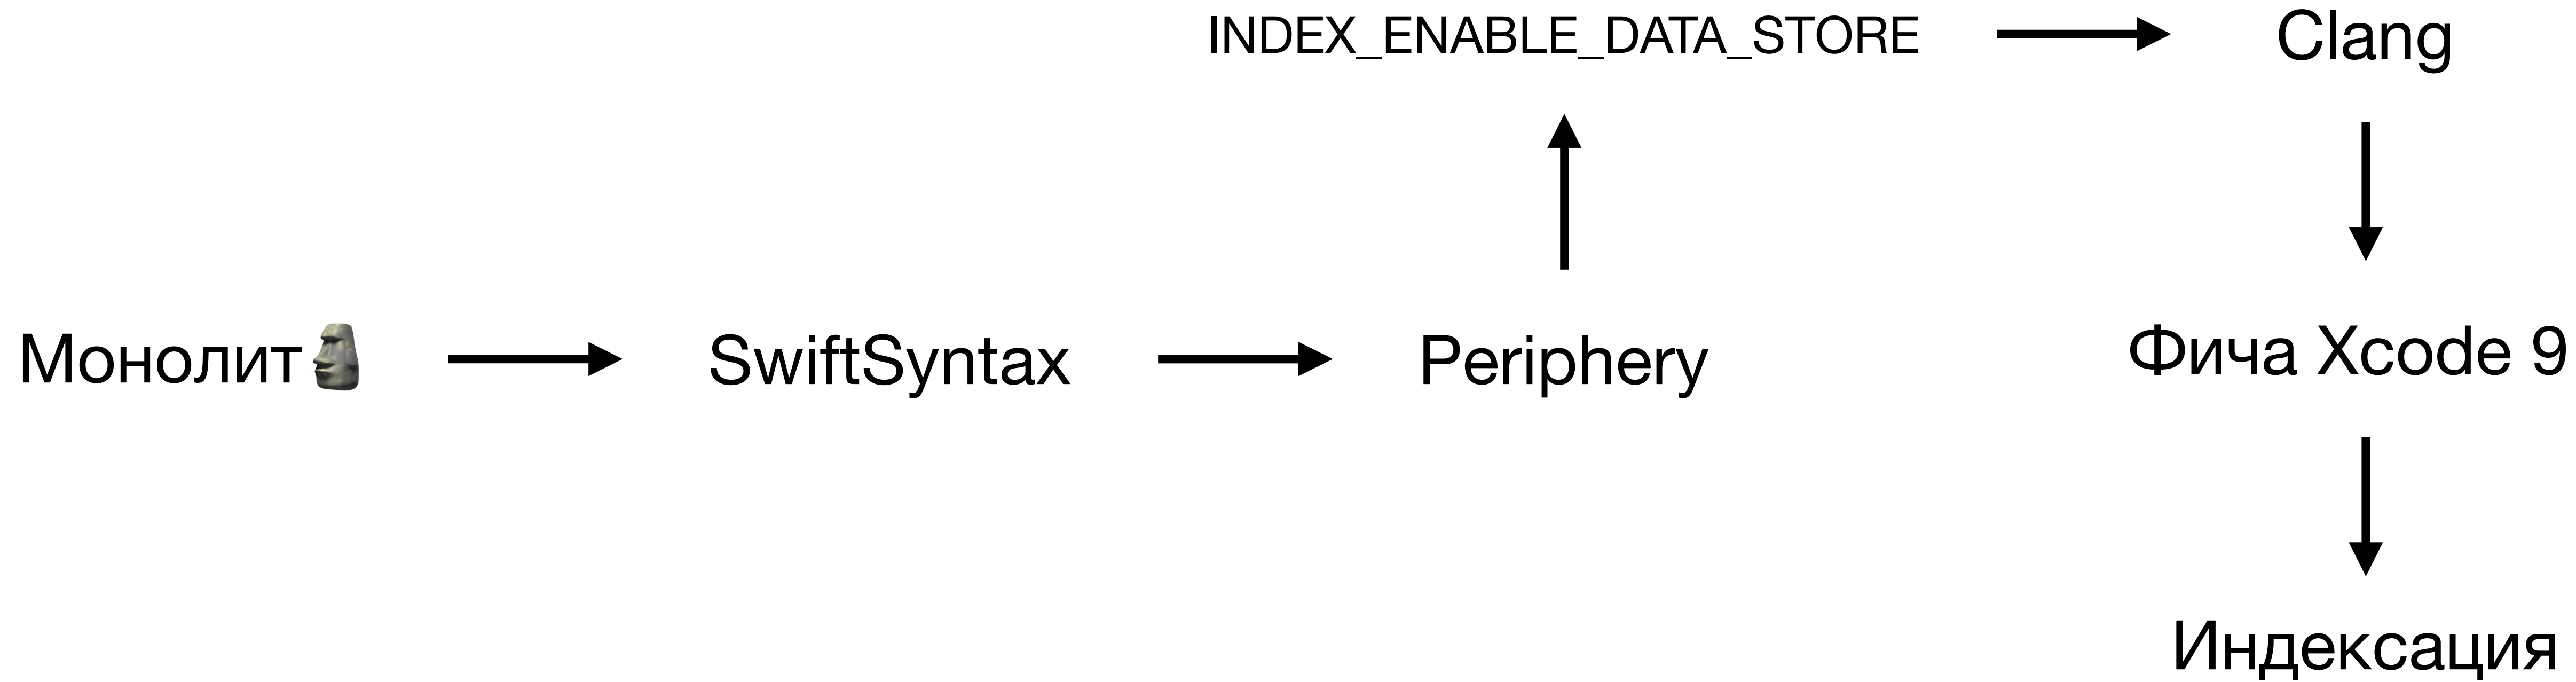 INDEX_ENABLE_DATA_STORE
Clang
Монолит🗿
SwiftSyntax
Periphery
Фича Xcode 9
Индексация